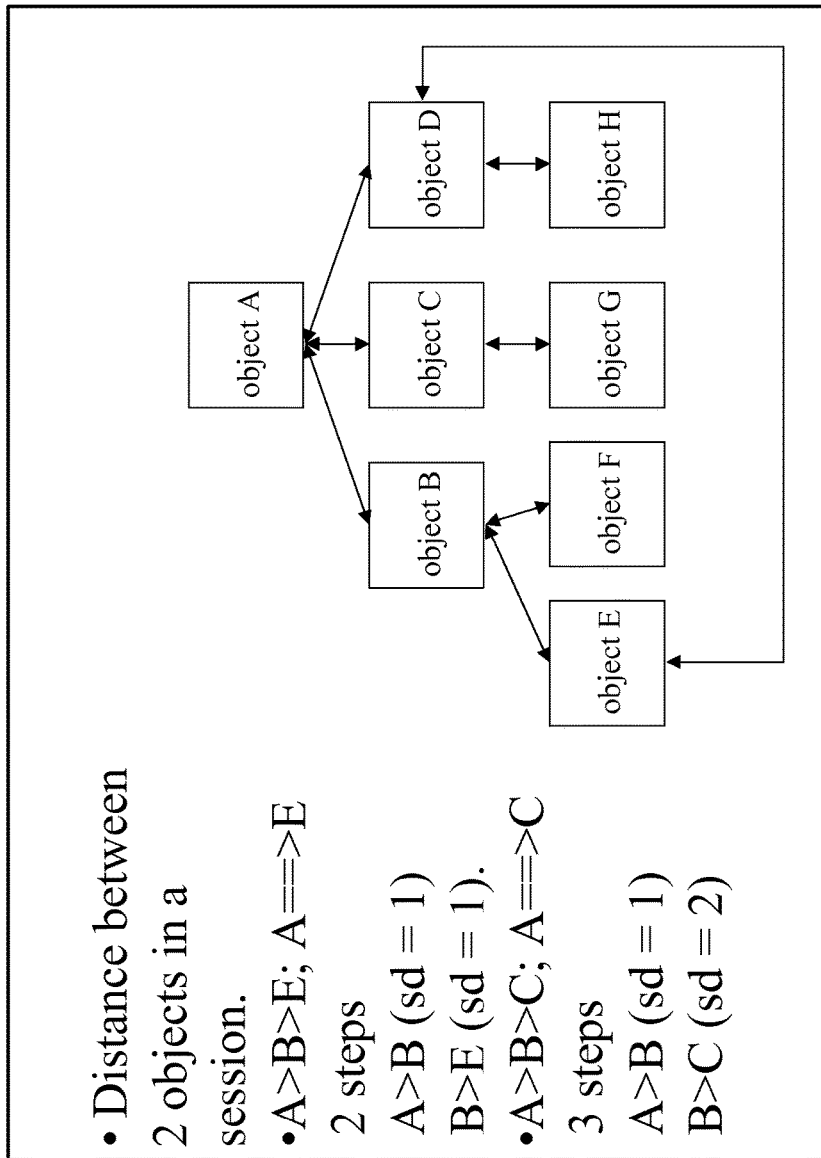 • Distance between
2 objects in a
session.
•A>B>E; A==>E
2 steps
A>B (sd = 1)
B>E (sd = 1).
•A>B>C; A==>C
3 steps
A>B (sd = 1)
B>C (sd = 2)
object A
object B
object C
object D
object E
object F
object G
object H